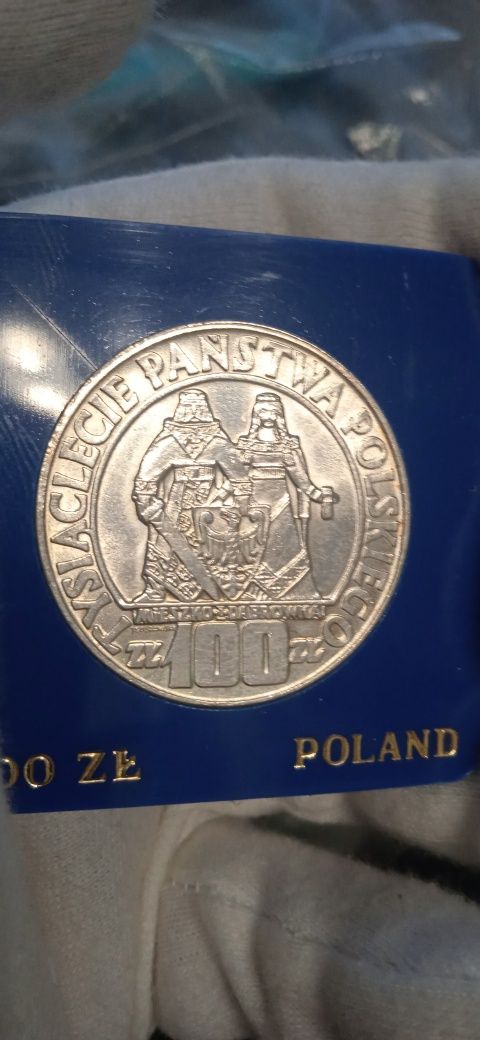 TYSIĄCLECIE PAŃSTWA POLSKIEGO
MIESZKO DĄBRÓWKA
ZŁ 100 ZŁ
00 ZŁ POLAND